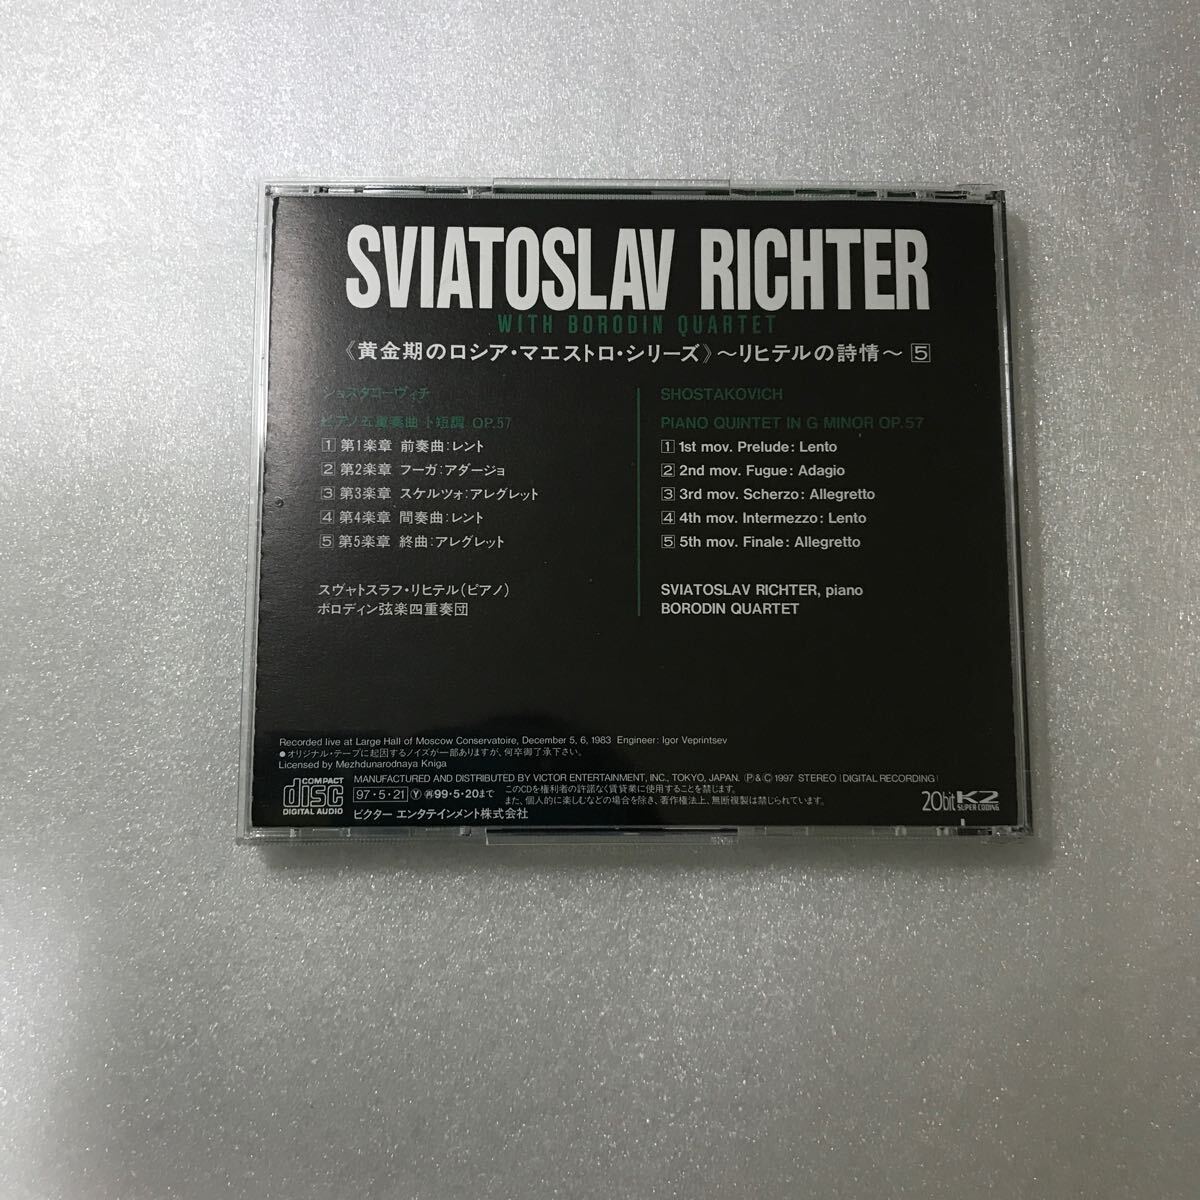 SVIATOSLAV RICHTER
WITH BORODIN QUARTET
《黄金期のロシア・マエストロ・シリーズ》〜リヒテルの詩情〜 5
ショスタコーヴィチ
ピアノ五重奏曲 ト短調 OP.57
1 第1楽章 前奏曲:レント
2 第2楽章 フーガ:アダージョ
3 第3楽章 スケルツォ:アレグレット
4 第4楽章 間奏曲:レント
5 第5楽章 終曲:アレグレット
スヴャトスラフ・リヒテル(ピアノ)
ボロディン弦楽四重奏団
SHOSTAKOVICH
PIANO QUINTET IN G MINOR OP.57
1 1st mov. Prelude: Lento
2 2nd mov. Fugue: Adagio
3 3rd mov. Scherzo: Allegretto
4 4th mov. Intermezzo: Lento
5 5th mov. Finale: Allegretto
SVIATOSLAV RICHTER, piano
BORODIN QUARTET
Recorded live at Large Hall of Moscow Conservatoire, December 5, 6, 1983 Engineer: Igor Veprintsev
●オリジナル・テープに起因するノイズが一部ありますが、何卒御了承下さい。
Licensed by Mezhdunarodnaya Kniga
COMPACT
disc
DIGITAL AUDIO
MANUFACTURED AND DISTRIBUTED BY VICTOR ENTERTAINMENT, INC., TOKYO, JAPAN. Ⓟ&Ⓒ 1997 STEREO [DIGITAL RECORDING]
97・5・21 Ⓨ㊢99・5・20まで
このCDを権利者の許諾なく賃貸業に使用することを禁じます。
また、個人的に楽しむなどの場合を除き、著作権法上、無断複製は禁じられています。
ビクター エンタテインメント株式会社
20bit K2
SUPER CODING